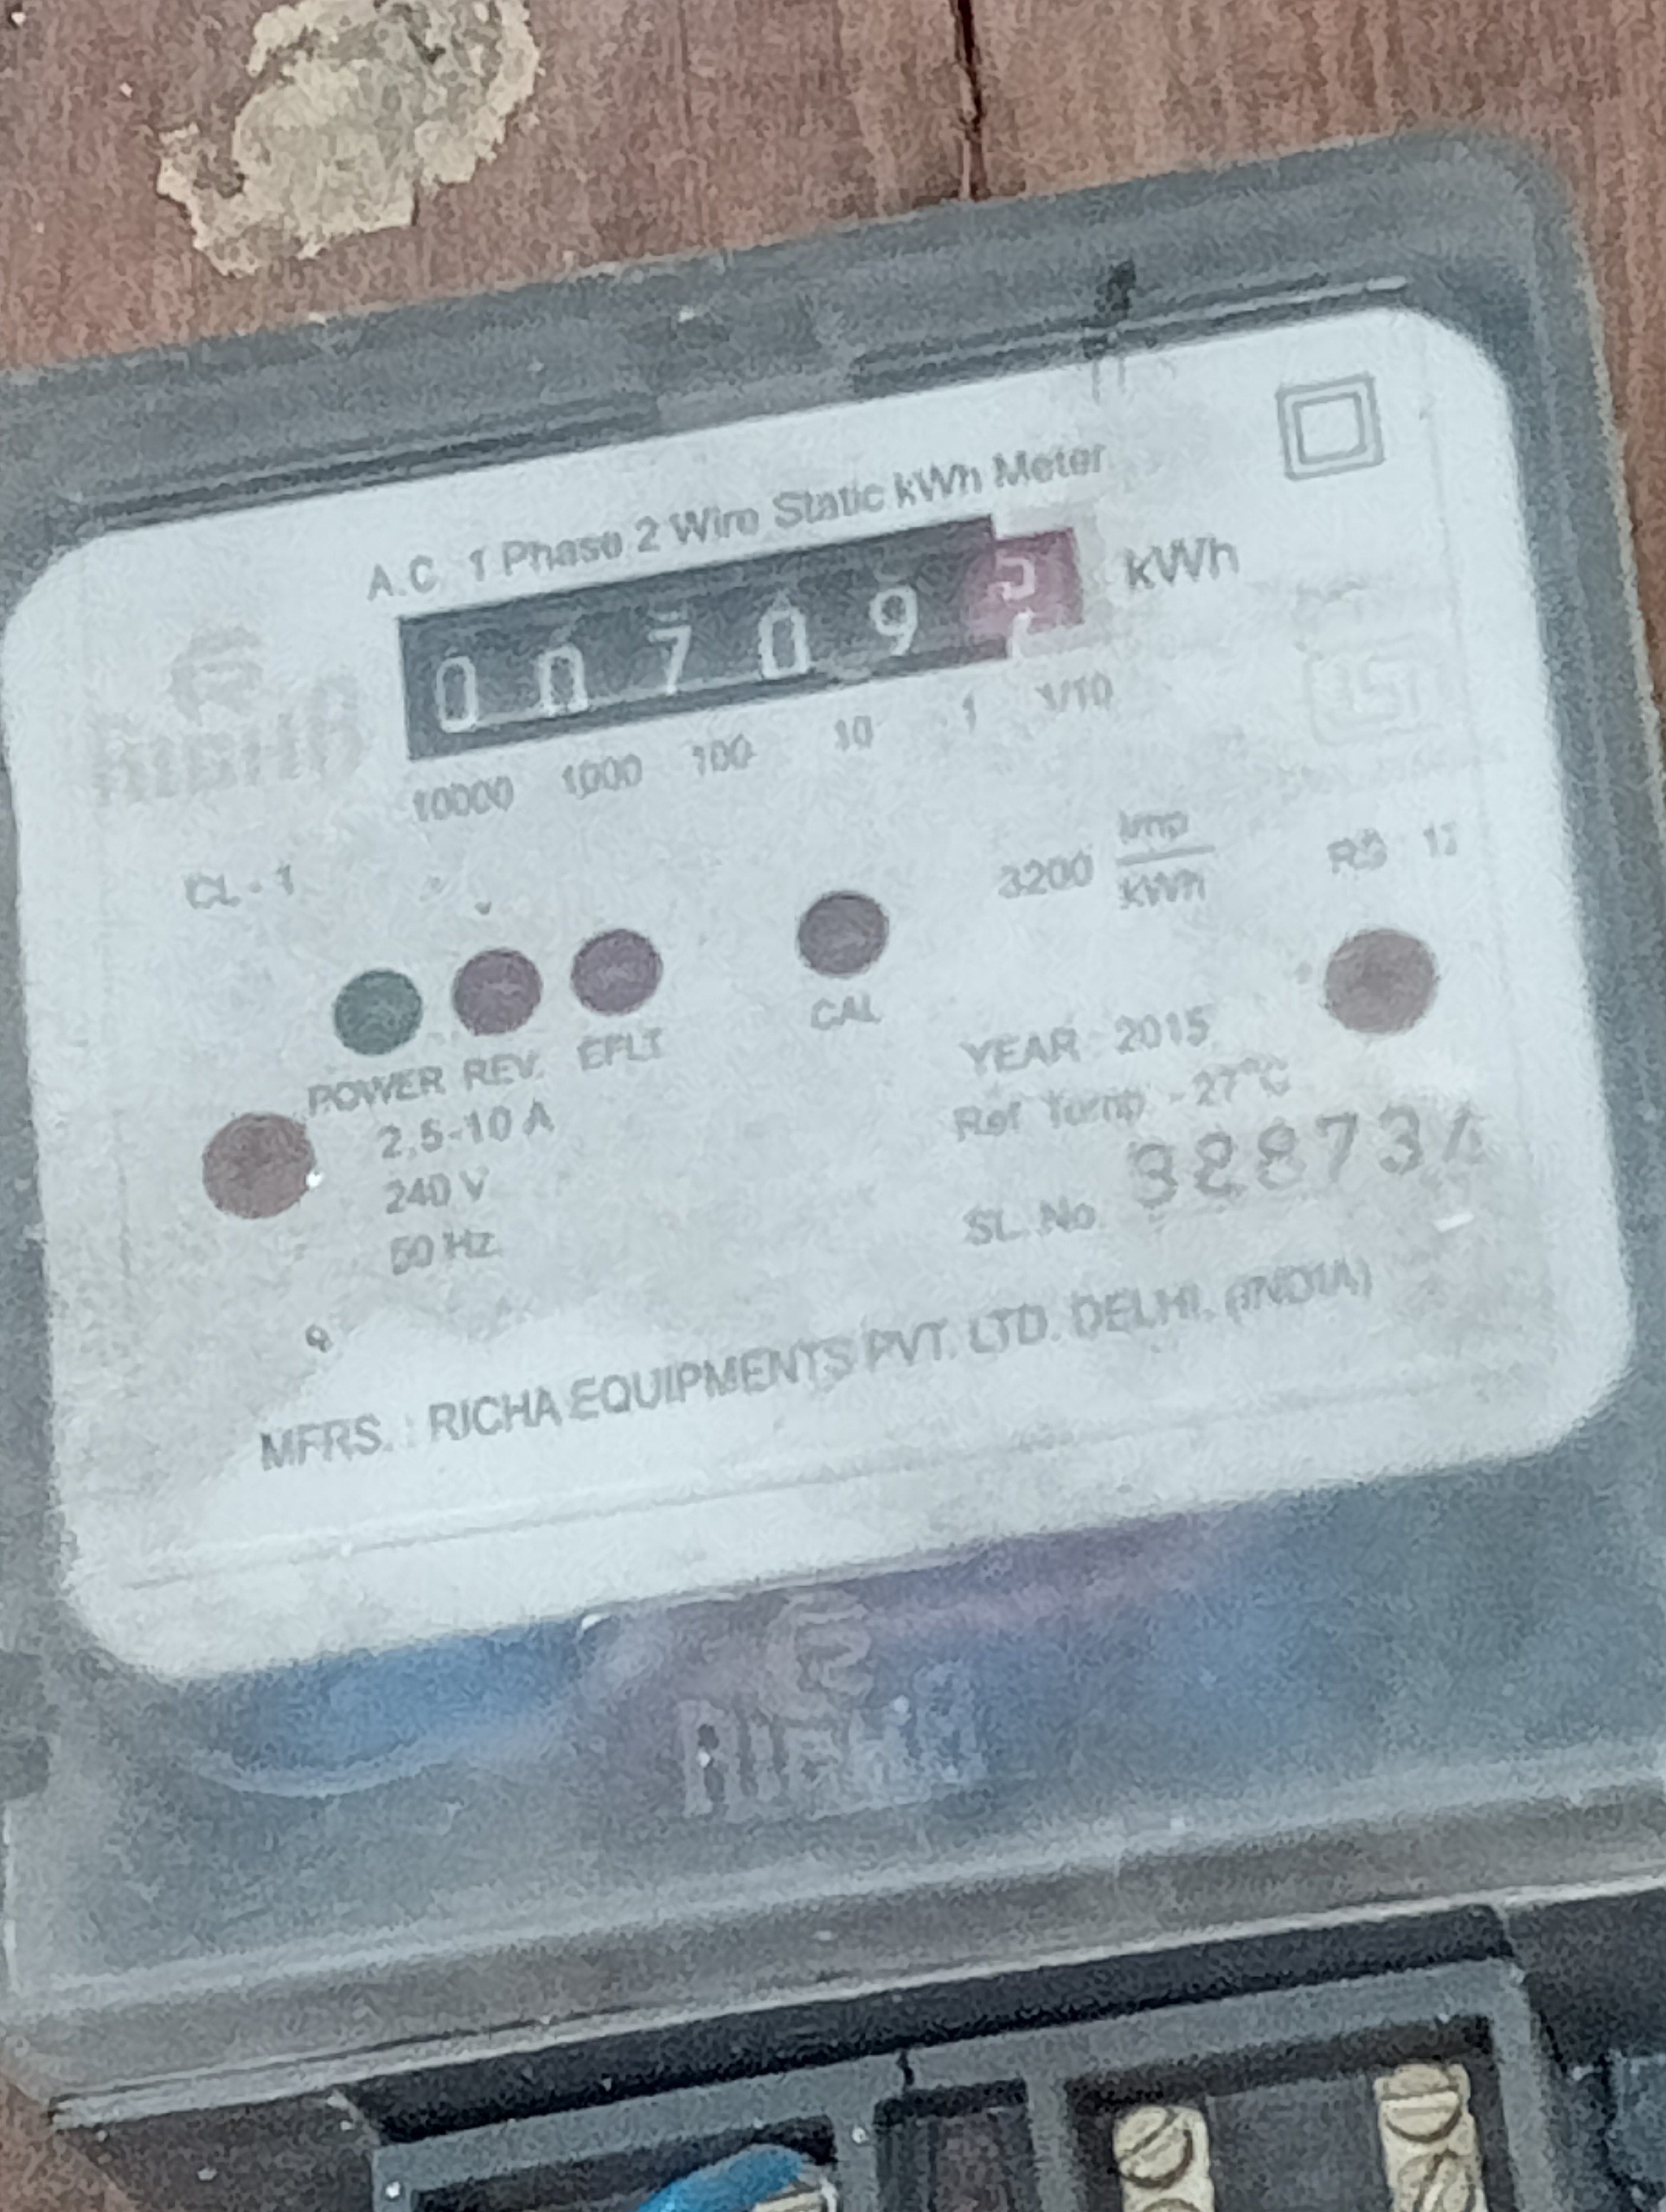 A.C. 1 Phase 2 Wire Static kWh Meter
0 0 7 0 9 kWh
10000 1000 100 10 1 1/10
RICHA
CL - 1
3200 Imp/kWh
POWER REV. EFLT CAL
2.5-10 A
240 V
50 Hz
YEAR : 2015
Ref Temp. - 27°C
SL. No.
MFRS. : RICHA EQUIPMENTS PVT. LTD. DELHI. (INDIA)
RICHA